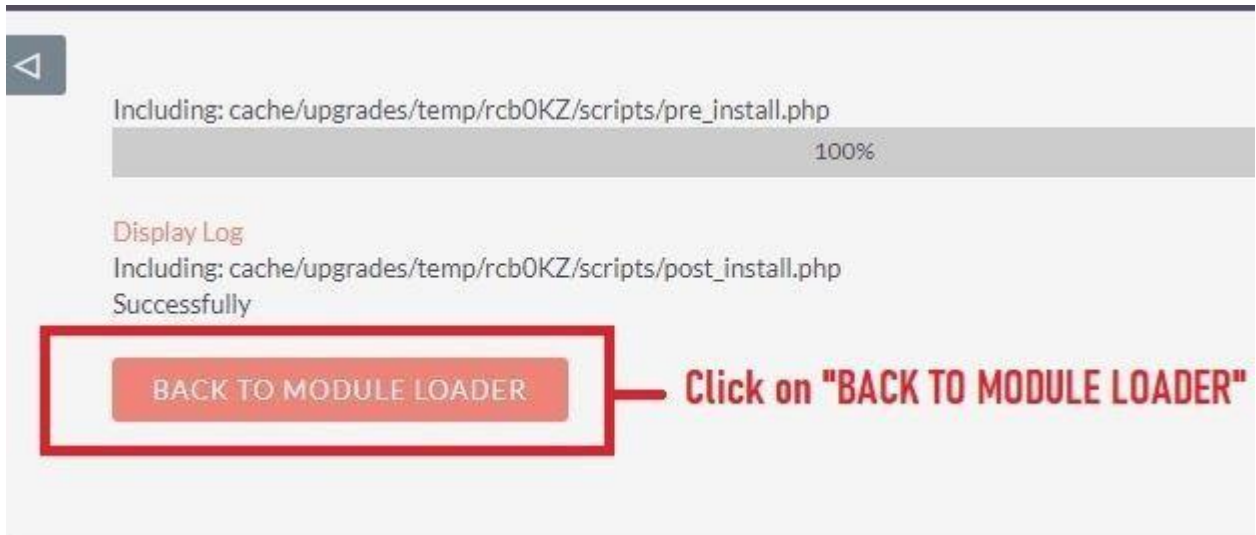 Including: cache/upgrades/temp/rcb0KZ/scripts/pre_install.php
100%
Display Log
Including: cache/upgrades/temp/rcb0KZ/scripts/post_install.php
Successfully
BACK TO MODULE LOADER
Click on "BACK TO MODULE LOADER"